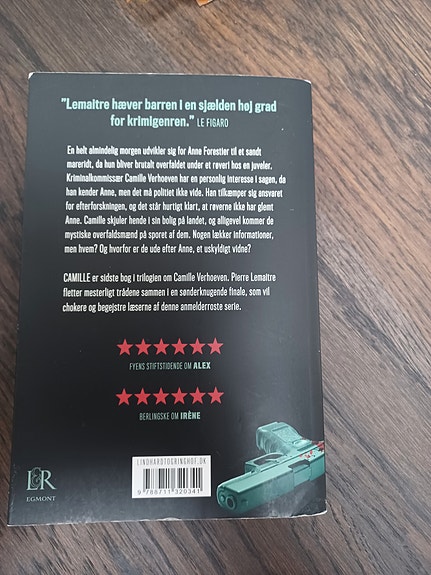 "Lemaitre hæver barren i en sjælden høj grad
for krimigenren." LE FIGARO
En helt almindelig morgen udvikler sig for Anne Forestier til et sandt
mareridt, da hun bliver brutalt overfaldet under et røveri hos en juvelér.
Kriminalkommissær Camille Verhoeven har en personlig interesse i sagen, da
han kender Anne, men det må politiet ikke vide. Han tilkæmper sig ansvaret
for efterforskningen, og det står hurtigt klart, at røverne ikke har glemt
Anne. Camille skjuler hende i sin bolig på landet, og alligevel kommer de
mystiske overfaldsmænd på sporet af dem. Nogen lækker informationer,
men hvem? Og hvorfor er de ude efter Anne, et uskyldigt vidne?
CAMILLE er sidste bog i trilogien om Camille Verhoeven. Pierre Lemaitre
fletter mesterligt trådene sammen i en sønderknugende finale, som vil
chokere og begejstre læserne af denne anmelderroste serie.
FYENS STIFTSTIDENDE OM ALEX
BERLINGSKE OM IRÈNE
LINDHARDTOGRINGHOF.DK
9 788711 320341
L&R
EGMONT